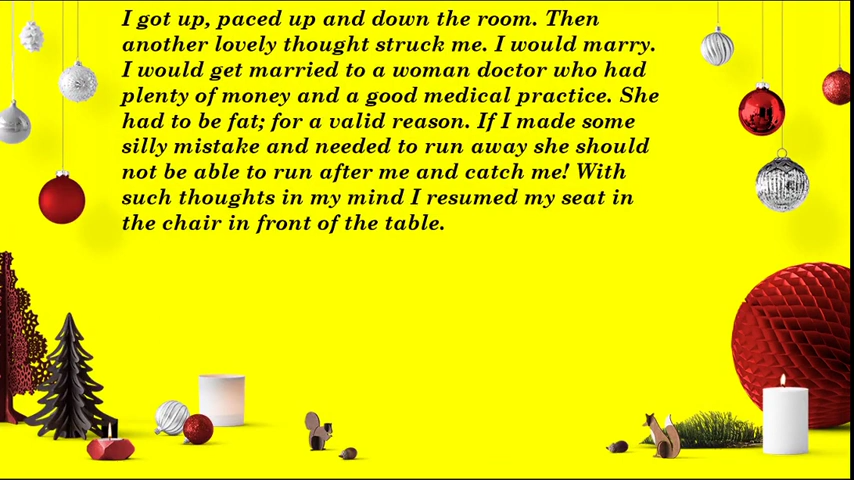 I got up, paced up and down the room. Then
another lovely thought struck me. I would marry.
I would get married to a woman doctor who had
plenty of money and a good medical practice. She
had to be fat; for a valid reason. If I made some
silly mistake and needed to run away she should
not be able to run after me and catch me! With
such thoughts in my mind I resumed my seat in
the chair in front of the table.